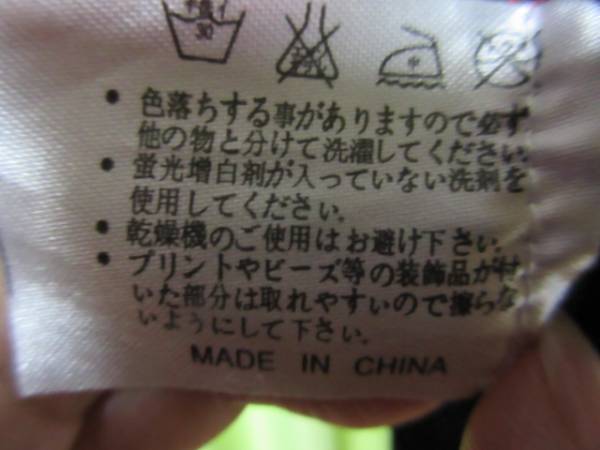 手洗イ
30
中
• 色落ちする事がありますので必ず
他の物と分けて洗濯してください。
• 蛍光増白剤が入っていない洗剤を
使用してください。
• 乾燥機のご使用はお避け下さい。
• プリントやビーズ等の装飾品が付
いた部分は取れやすいので擦らな
いようにして下さい。
MADE IN CHINA